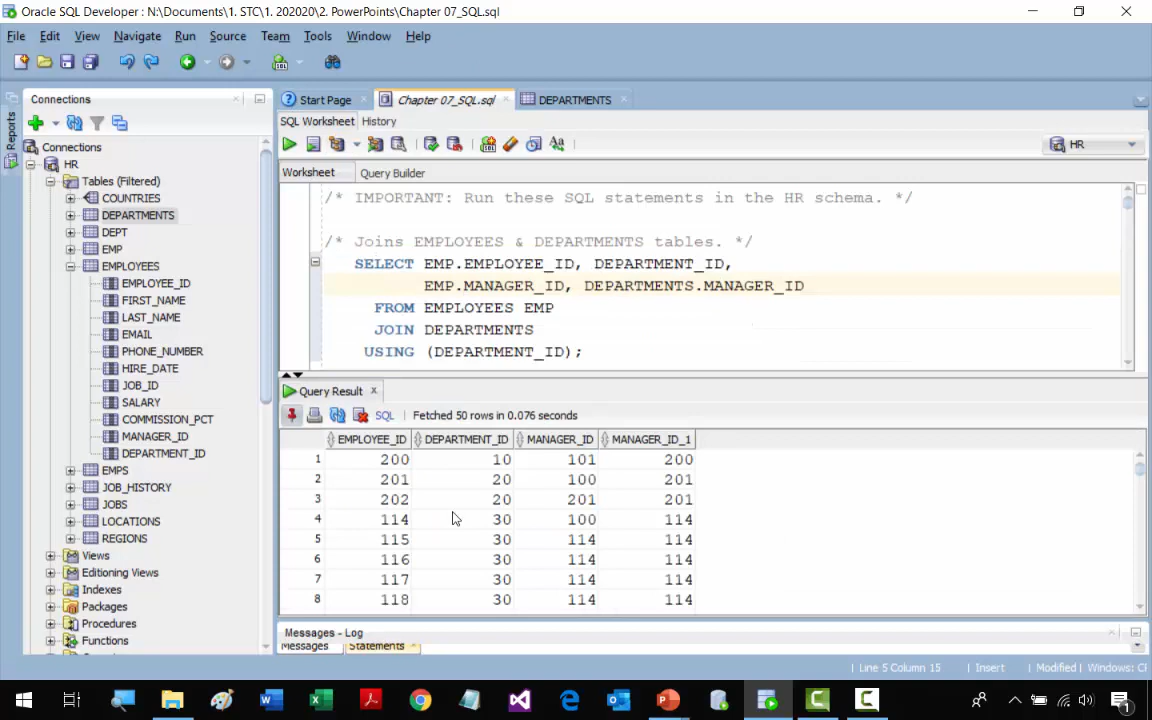 Oracle SQL Developer : N:\Documents\1. STC\1. 202020\2. PowerPoints\Chapter 07_SQL.sql
File Edit View Navigate Run Source Team Tools Window Help
Reports
Connections
Connections
HR
Tables (Filtered)
COUNTRIES
DEPARTMENTS
DEPT
EMP
EMPLOYEES
EMPLOYEE_ID
FIRST_NAME
LAST_NAME
EMAIL
PHONE_NUMBER
HIRE_DATE
JOB_ID
SALARY
COMMISSION_PCT
MANAGER_ID
DEPARTMENT_ID
EMPS
JOB_HISTORY
JOBS
LOCATIONS
REGIONS
Views
Editioning Views
Indexes
Packages
Procedures
Functions
Start Page Chapter 07_SQL.sql DEPARTMENTS
SQL Worksheet History
HR
Worksheet Query Builder
/* IMPORTANT: Run these SQL statements in the HR schema. */
/* Joins EMPLOYEES & DEPARTMENTS tables. */
SELECT EMP.EMPLOYEE_ID, DEPARTMENT_ID,
EMP.MANAGER_ID, DEPARTMENTS.MANAGER_ID
FROM EMPLOYEES EMP
JOIN DEPARTMENTS
USING (DEPARTMENT_ID);
Query Result
SQL Fetched 50 rows in 0.076 seconds
EMPLOYEE_ID DEPARTMENT_ID MANAGER_ID MANAGER_ID_1
1 200 10 101 200
2 201 20 100 201
3 202 20 201 201
4 114 30 100 114
5 115 30 114 114
6 116 30 114 114
7 117 30 114 114
8 118 30 114 114
Messages - Log
Messages Statements
Line 5 Column 15 Insert Modified Windows: